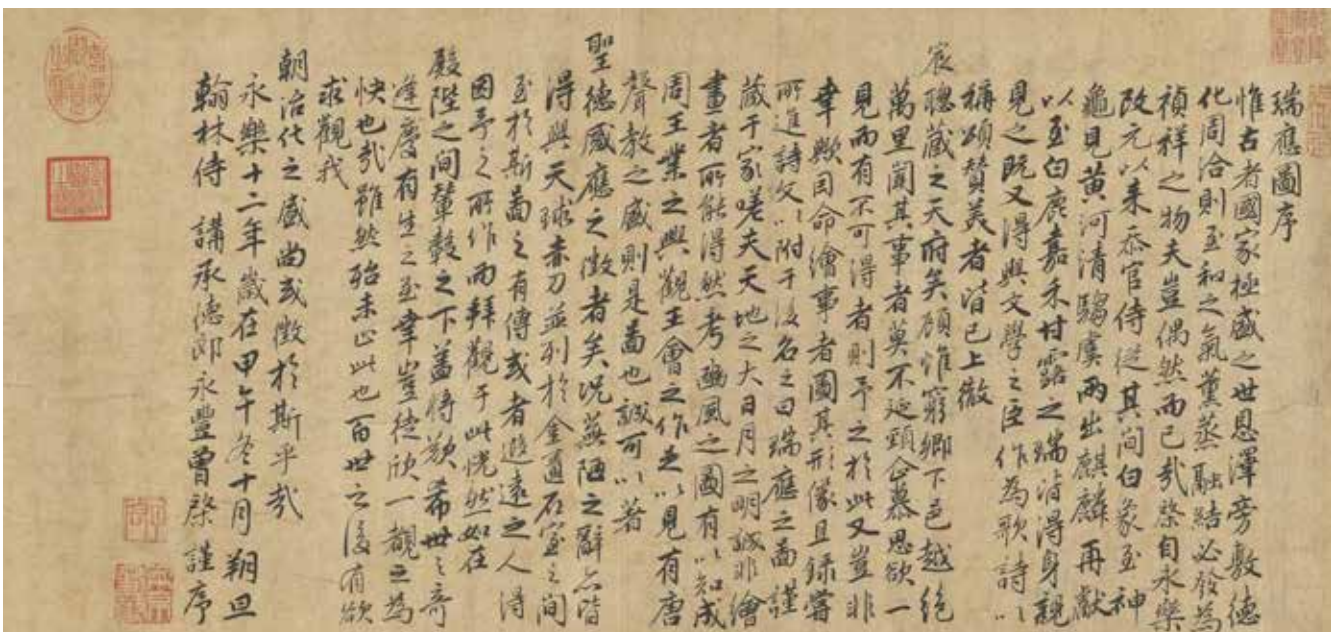 瑞應圖序
惟古者國家極盛之世恩澤旁敷德
化周洽則至和之氣薰蒸融結必發為
禎祥之物夫豈偶然而已哉棨自永樂
改元以來忝官侍從其間白象至神
龜見黃河清騶虞兩出麒麟再獻
以至白鹿嘉禾甘露之瑞皆得身親
見之既又得與文學之臣作為歌詩以
稱頌贊美者皆已上徹
宸聰藏之天府矣顧惟窮鄉下邑越絕
萬里聞其事者莫不延頸企慕思欲一
見而有不可得者則予之於此又豈非
幸歟因命繪事者圖其形像且錄嘗
所進詩文以附于後名之曰瑞應之圖謹
藏于家嗟夫天地之大日月之明誠非繪
畫者所能得然考豳風之圖有以知成
周王業之興觀王會之作足以見有唐
聲教之盛則是圖也誠可以著
聖德感應之徵者矣況蕪陋之辭亦皆
得與天球赤刀並列於金匱石室之間
至於斯圖之有傳或者遐遠之人得
因予之所作而拜觀于此恍然如在
殿陛之間輦轂之下蓋將歎希世之奇
逢慶有生之至幸豈徒欣一覩之為
快也哉雖然殆未止此也百世之後有欲
求觀我
朝治化之盛尚或徵於斯乎哉
永樂十二年歲在甲午冬十月朔旦
翰林侍講承德郎永豐曾棨謹序